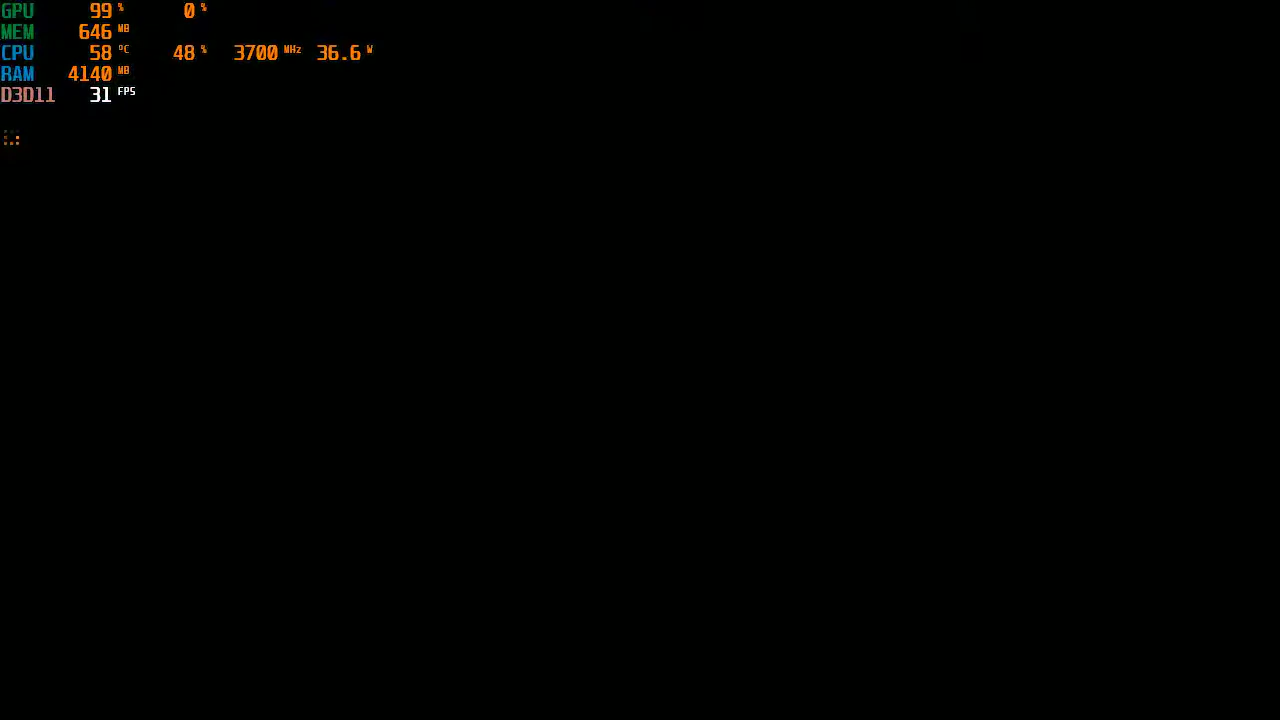 GPU 99 % 0 %
MEM 646 MB
CPU 58 °C 48 % 3700 MHz 36.6 W
RAM 4140 MB
D3D11 31 FPS